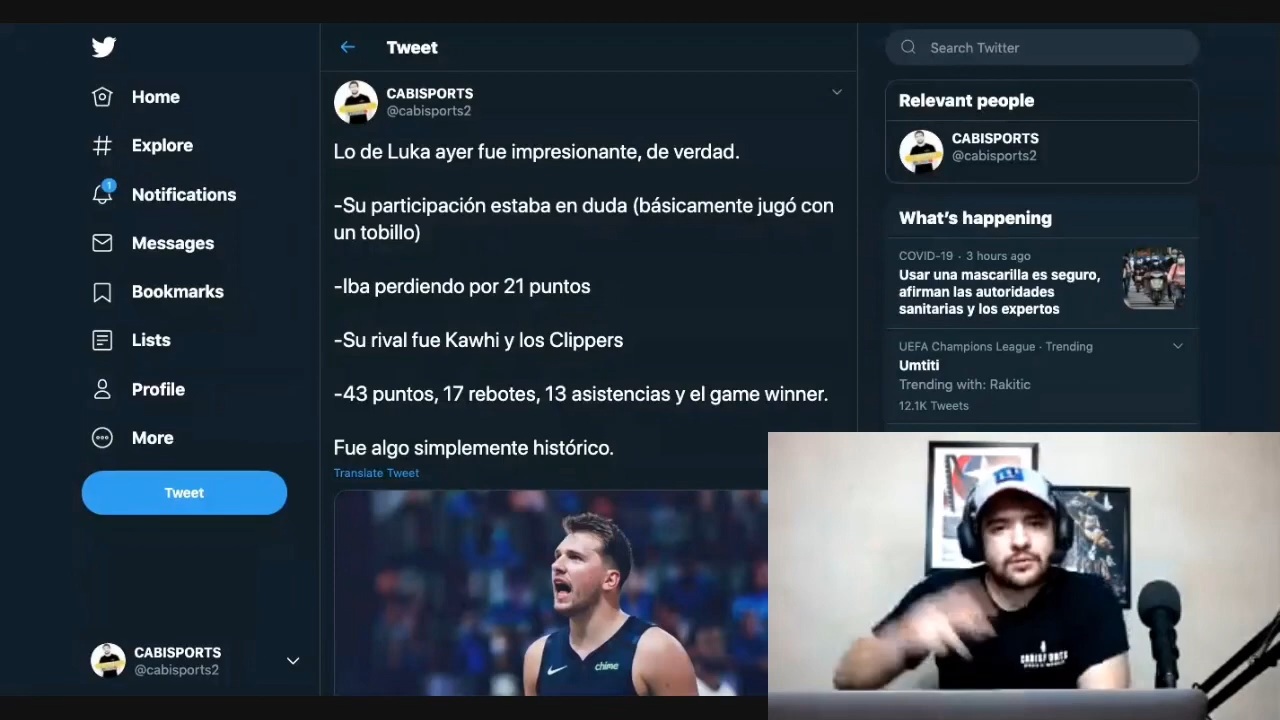 Home
Explore
1
Notifications
Messages
Bookmarks
Lists
Profile
More
Tweet
CABISPORTS
@cabisports2
Tweet
CABISPORTS
@cabisports2
Lo de Luka ayer fue impresionante, de verdad.
-Su participación estaba en duda (básicamente jugó con
un tobillo)
-Iba perdiendo por 21 puntos
-Su rival fue Kawhi y los Clippers
-43 puntos, 17 rebotes, 13 asistencias y el game winner.
Fue algo simplemente histórico.
Translate Tweet
chime
Search Twitter
Relevant people
CABISPORTS
@cabisports2
What's happening
COVID-19 · 3 hours ago
Usar una mascarilla es seguro,
afirman las autoridades
sanitarias y los expertos
UEFA Champions League · Trending
Umtiti
Trending with: Rakitic
12.1K Tweets
CABISPORTS